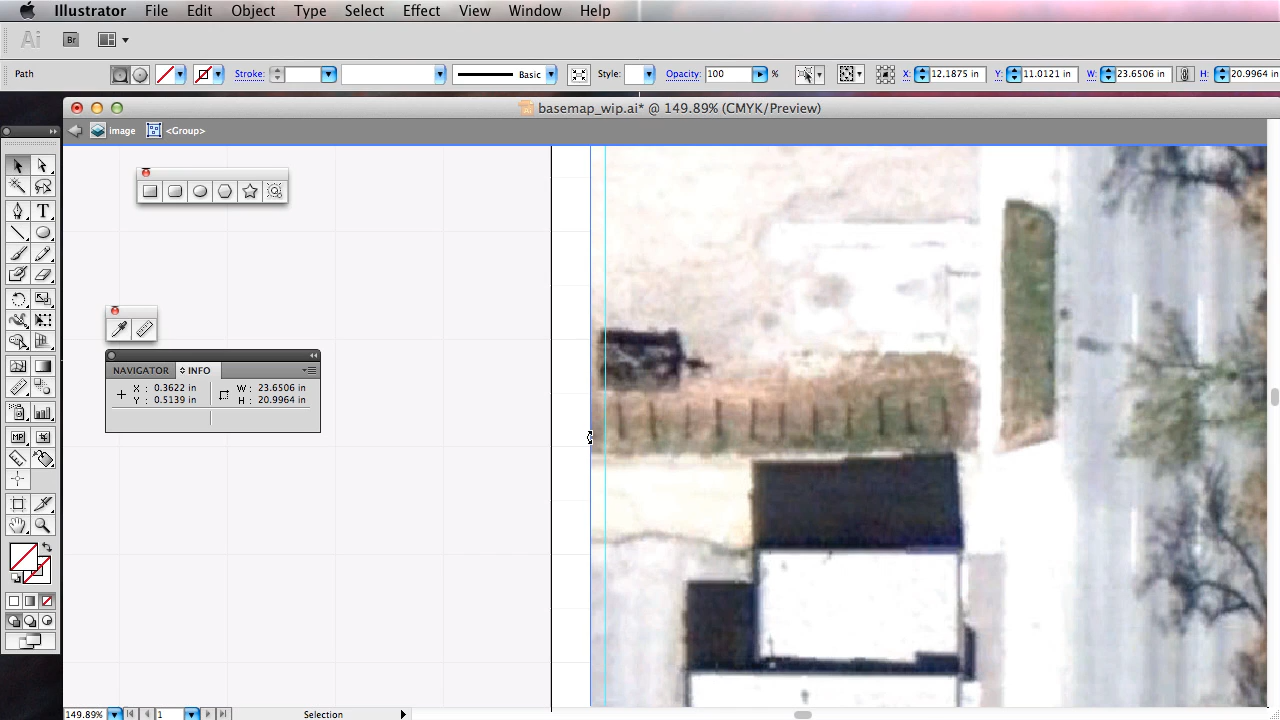 Illustrator File Edit Object Type Select Effect View Window Help
Ai Br
Path Stroke: Basic Style: Opacity: 100 % X: 12.1875 in Y: 11.0121 in W: 23.6506 in H: 20.9964 in
basemap_wip.ai* @ 149.89% (CMYK/Preview)
image <Group>
NAVIGATOR INFO
X : 0.3622 in W : 23.6506 in
Y : 0.5139 in H : 20.9964 in
149.89% 1 Selection